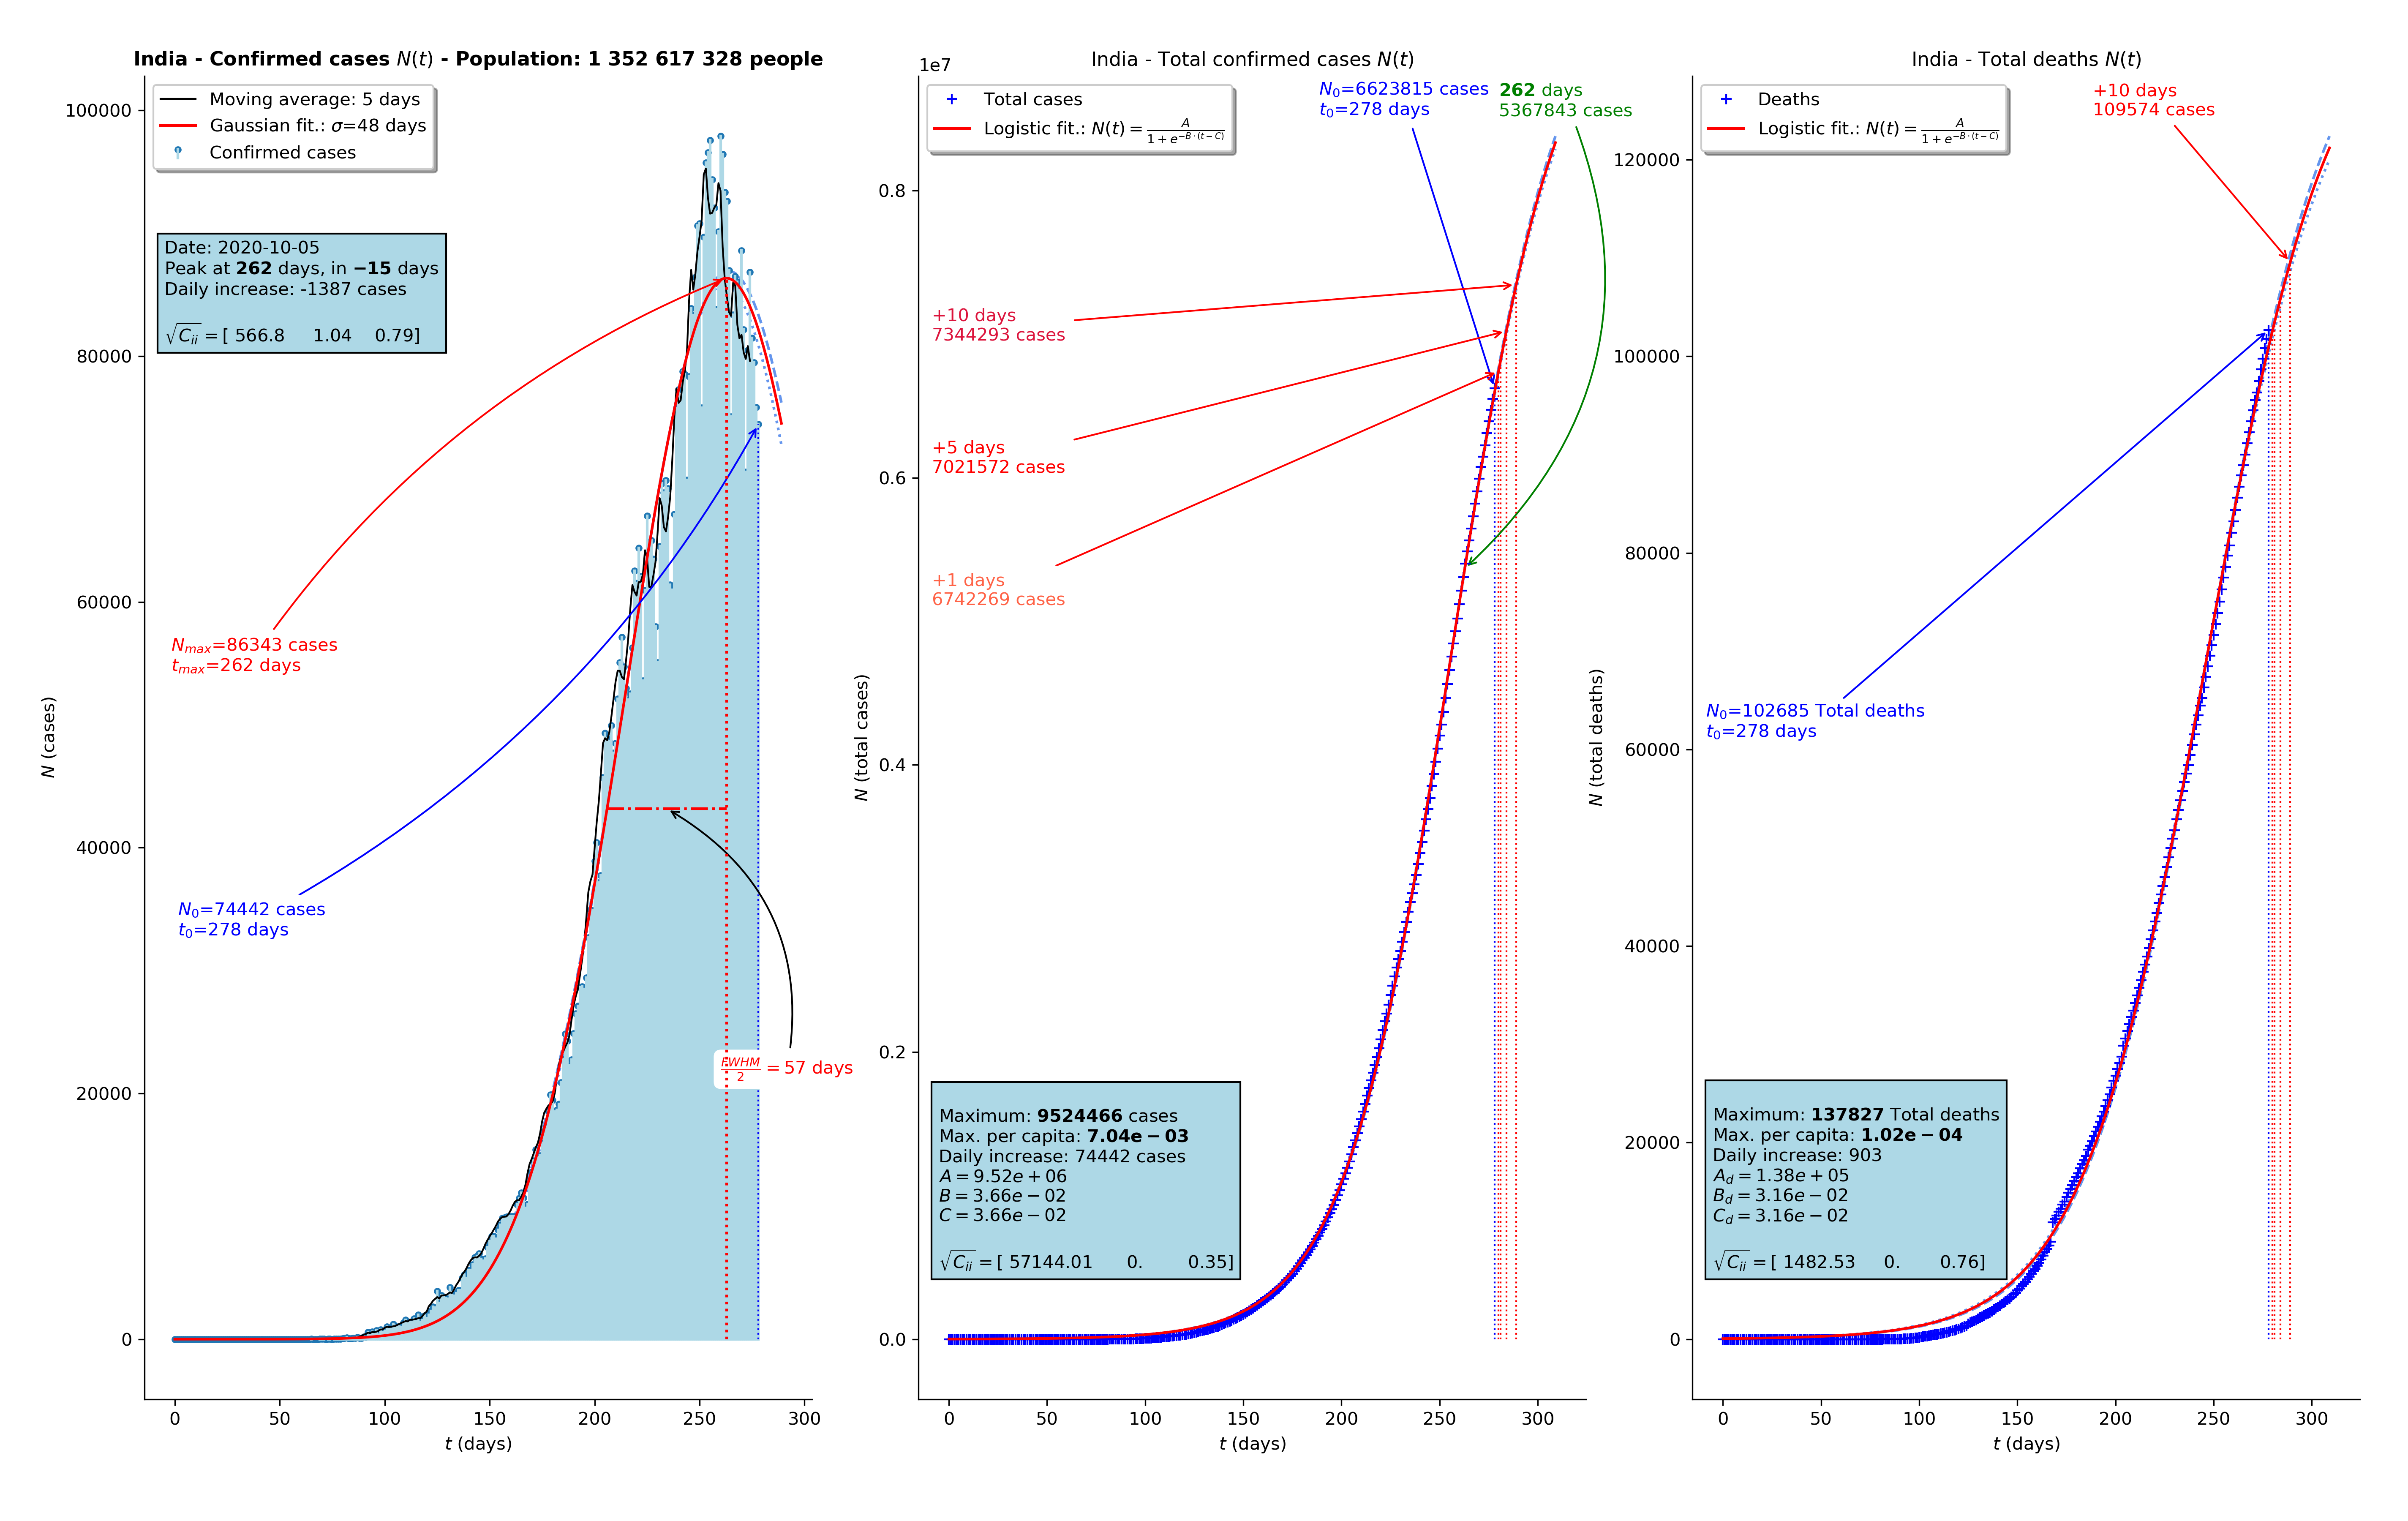 India - Confirmed cases N(t) - Population: 1 352 617 328 people
Moving average: 5 days
Gaussian fit.: σ=48 days
Confirmed cases
Date: 2020-10-05
Peak at 262 days, in −15 days
Daily increase: -1387 cases
√C_ii = [ 566.8 1.04 0.79]
N_max=86343 cases
t_max=262 days
N_0=74442 cases
t_0=278 days
FWHM/2 = 57 days
100000
80000
60000
40000
20000
0
N (cases)
0 50 100 150 200 250 300
t (days)
India - Total confirmed cases N(t)
1e7
Total cases
Logistic fit.: N(t) = A/(1 + e^{−B·(t−C)})
N_0=6623815 cases
t_0=278 days
262 days
5367843 cases
+10 days
7344293 cases
+5 days
7021572 cases
+1 days
6742269 cases
Maximum: 9524466 cases
Max. per capita: 7.04e − 03
Daily increase: 74442 cases
A = 9.52e + 06
B = 3.66e − 02
C = 3.66e − 02
√C_ii = [ 57144.01 0. 0.35]
0.8
0.6
0.4
0.2
0.0
N (total cases)
0 50 100 150 200 250 300
t (days)
India - Total deaths N(t)
Deaths
Logistic fit.: N(t) = A/(1 + e^{−B·(t−C)})
+10 days
109574 cases
N_0=102685 Total deaths
t_0=278 days
Maximum: 137827 Total deaths
Max. per capita: 1.02e − 04
Daily increase: 903
A_d = 1.38e + 05
B_d = 3.16e − 02
C_d = 3.16e − 02
√C_ii = [ 1482.53 0. 0.76]
120000
100000
80000
60000
40000
20000
0
N (total deaths)
0 50 100 150 200 250 300
t (days)